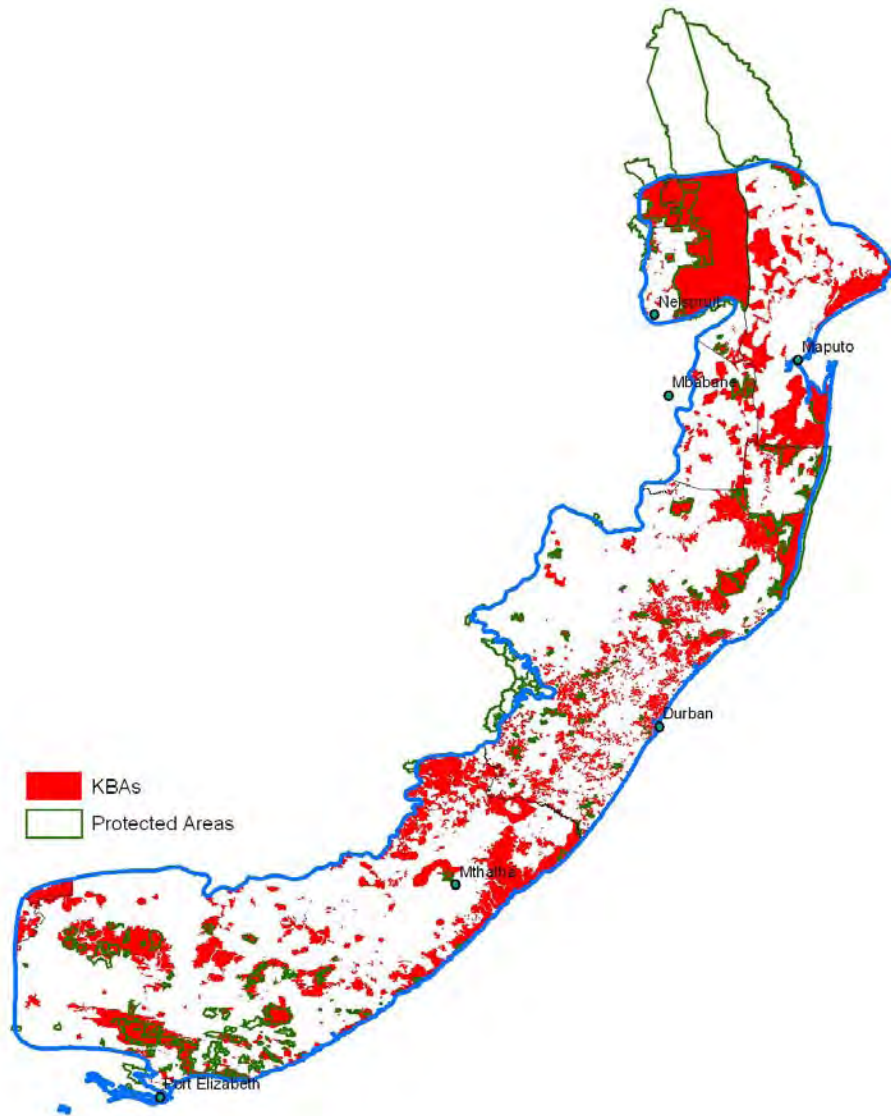 Nelspruit
Maputo
Mbabane
Durban
KBAs
Protected Areas
Mthatha
Port Elizabeth